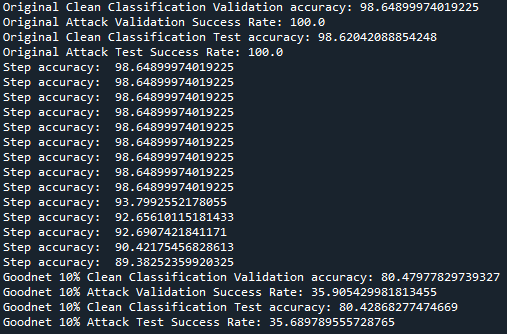 Original Clean Classification Validation accuracy: 98.64899974019225
Original Attack Validation Success Rate: 100.0
Original Clean Classification Test accuracy: 98.62042088854248
Original Attack Test Success Rate: 100.0
Step accuracy:  98.64899974019225
Step accuracy:  98.64899974019225
Step accuracy:  98.64899974019225
Step accuracy:  98.64899974019225
Step accuracy:  98.64899974019225
Step accuracy:  98.64899974019225
Step accuracy:  98.64899974019225
Step accuracy:  98.64899974019225
Step accuracy:  98.64899974019225
Step accuracy:  93.7992552178055
Step accuracy:  92.65610115181433
Step accuracy:  92.6907421841171
Step accuracy:  90.42175456828613
Step accuracy:  89.38252359920325
Goodnet 10% Clean Classification Validation accuracy: 80.47977829739327
Goodnet 10% Attack Validation Success Rate: 35.905429981813455
Goodnet 10% Clean Classification Test accuracy: 80.42868277474669
Goodnet 10% Attack Test Success Rate: 35.689789555728765